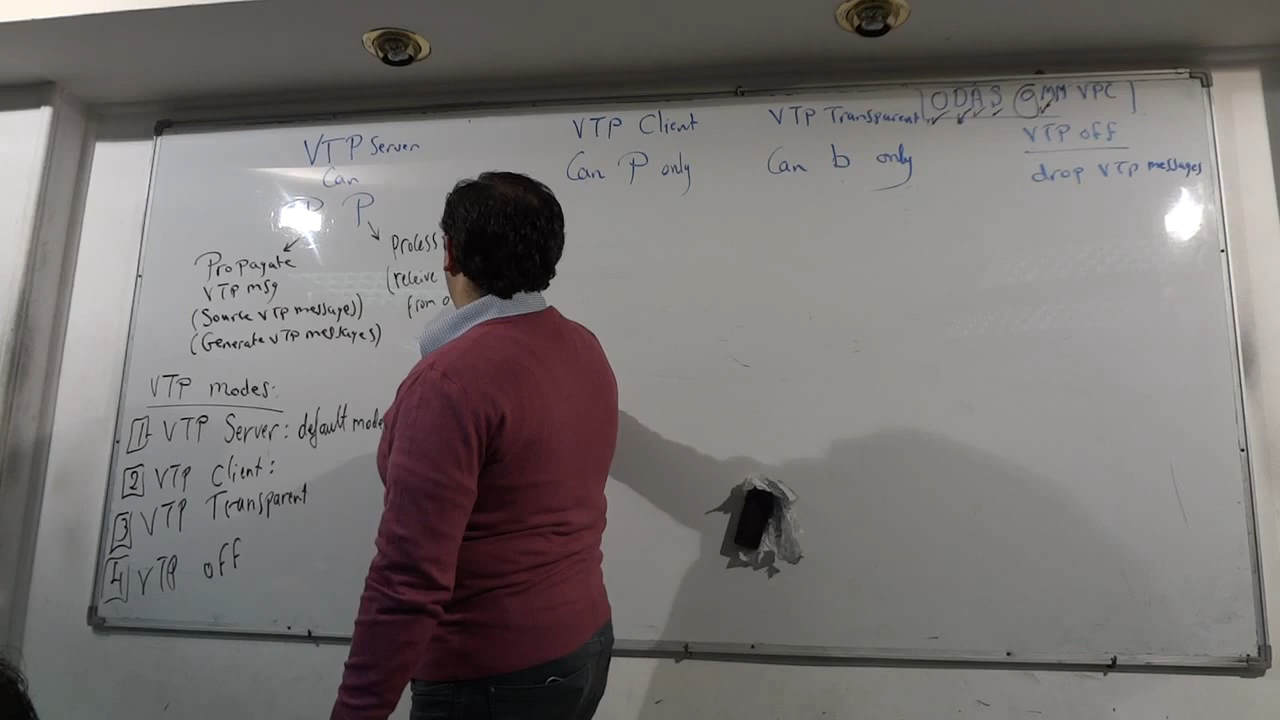 VTP Server
Can
P P
Propagate
VTP msg
(Source VTP messages)
(Generate VTP messages)
process
(receive
from o
VTP modes:
1 VTP Server: default mode
2 VTP Client:
3 VTP Transparent
4 VTP off
VTP Client
Can P only
VTP Transparent
Can b only
ODAS OMM VPC
VTP off
drop VTP messages